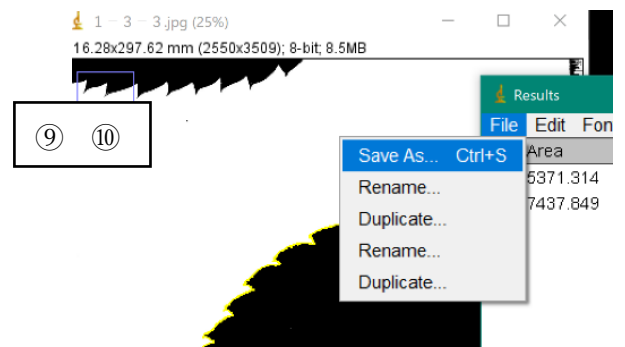 1 − 3 − 3.jpg (25%)
16.28x297.62 mm (2550x3509); 8-bit; 8.5MB
Results
File Edit Fon
⑨ ⑩
Save As... Ctrl+S
Area
Rename...
5371.314
Duplicate...
7437.849
Rename...
Duplicate...